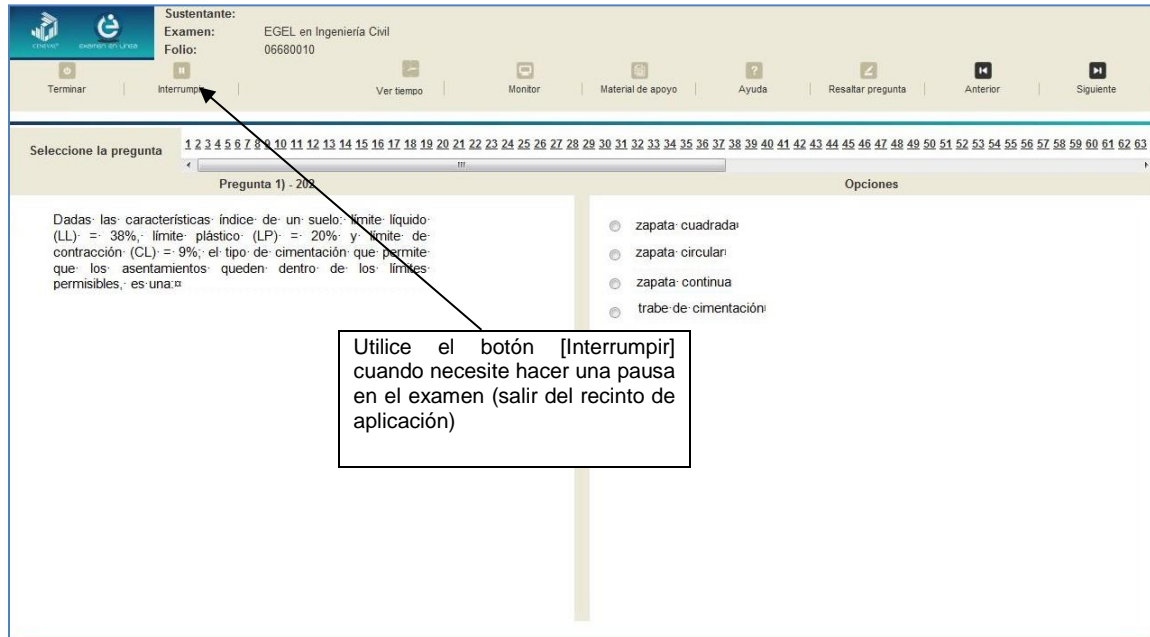 CENEVAL®
examen en línea
Sustentante:
Examen: EGEL en Ingeniería Civil
Folio: 06680010
Terminar
Interrumpir
Ver tiempo
Monitor
Material de apoyo
Ayuda
Resaltar pregunta
Anterior
Siguiente
Seleccione la pregunta
1 2 3 4 5 6 7 8 9 10 11 12 13 14 15 16 17 18 19 20 21 22 23 24 25 26 27 28 29 30 31 32 33 34 35 36 37 38 39 40 41 42 43 44 45 46 47 48 49 50 51 52 53 54 55 56 57 58 59 60 61 62 63
Pregunta 1) - 202
Dadas· las· características· índice· de· un· suelo:· límite· líquido·
(LL)· =· 38%,· límite· plástico· (LP)· =· 20%· y· límite· de·
contracción· (CL)· =· 9%;· el· tipo· de· cimentación· que· permite·
que· los· asentamientos· queden· dentro· de· los· límites·
permisibles,· es·una:¤
Opciones
zapata· cuadrada
zapata· circular
zapata· continua
trabe·de·cimentación
Utilice el botón [Interrumpir]
cuando necesite hacer una pausa
en el examen (salir del recinto de
aplicación)